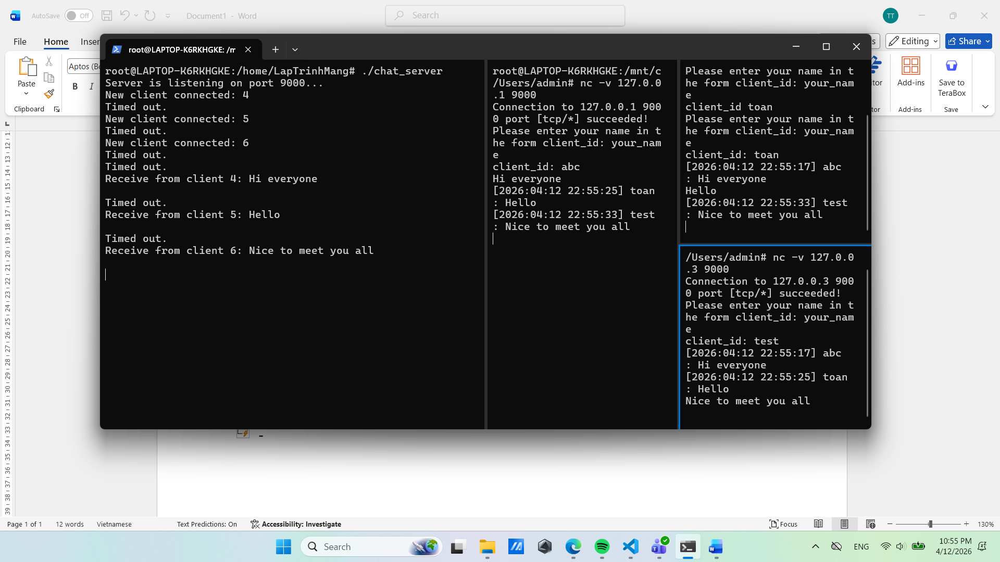 AutoSave
Off
Document1 - Word
Search
TT
File
Home
Inser
Editing
Share
Paste
Aptos (Bo
B
I
Clipboard
Add-ins
Save to
TeraBox
Add-ins
Save
root@LAPTOP-K6RKHGKE: /m
root@LAPTOP-K6RKHGKE:/home/LapTrinhMang# ./chat_server
Server is listening on port 9000...
New client connected: 4
Timed out.
New client connected: 5
Timed out.
New client connected: 6
Timed out.
Timed out.
Receive from client 4: Hi everyone
Timed out.
Receive from client 5: Hello
Timed out.
Receive from client 6: Nice to meet you all
root@LAPTOP-K6RKHGKE:/mnt/c
/Users/admin# nc -v 127.0.0
.1 9000
Connection to 127.0.0.1 900
0 port [tcp/*] succeeded!
Please enter your name in t
he form client_id: your_nam
e
client_id: abc
Hi everyone
[2026:04:12 22:55:25] toan
: Hello
[2026:04:12 22:55:33] test
: Nice to meet you all
Please enter your name in t
he form client_id: your_nam
e
client_id toan
Please enter your name in t
he form client_id: your_nam
e
client_id: toan
[2026:04:12 22:55:17] abc
: Hi everyone
Hello
[2026:04:12 22:55:33] test
: Nice to meet you all
/Users/admin# nc -v 127.0.0
.3 9000
Connection to 127.0.0.3 900
0 port [tcp/*] succeeded!
Please enter your name in t
he form client_id: your_nam
e
client_id: test
[2026:04:12 22:55:17] abc
: Hi everyone
[2026:04:12 22:55:25] toan
: Hello
Nice to meet you all
-
Page 1 of 1
12 words
Vietnamese
Text Predictions: On
Accessibility: Investigate
Focus
130%
Search
ENG
10:55 PM
4/12/2026